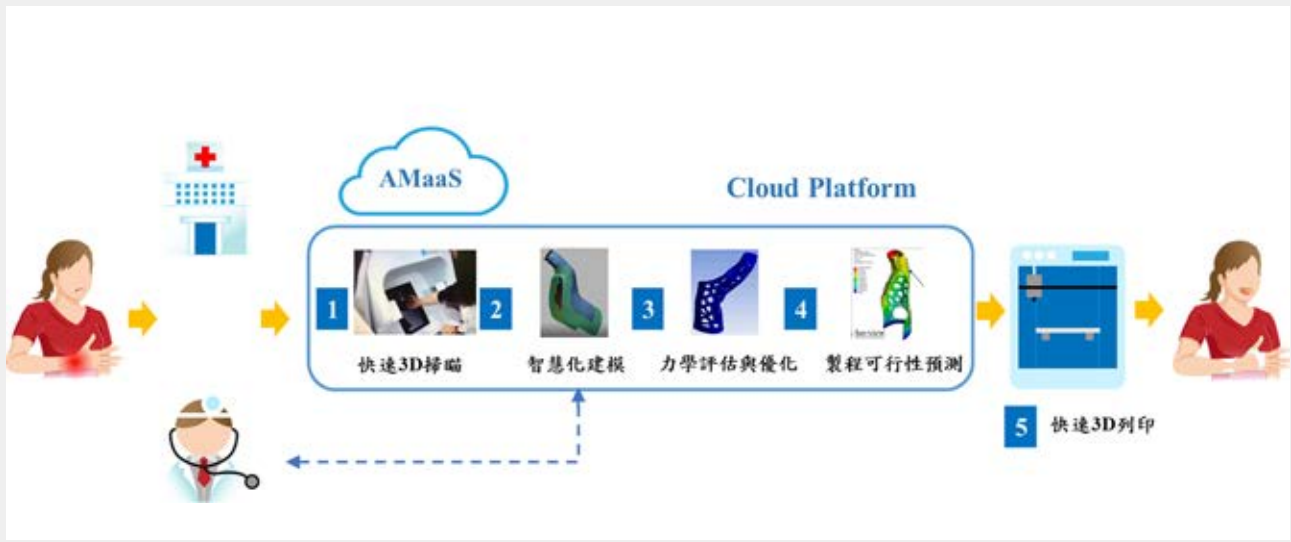 AMaaS
Cloud Platform
1
2
3
4
快速3D掃瞄
智慧化建模
力學評估與優化
製程可行性預測
5 快速3D列印